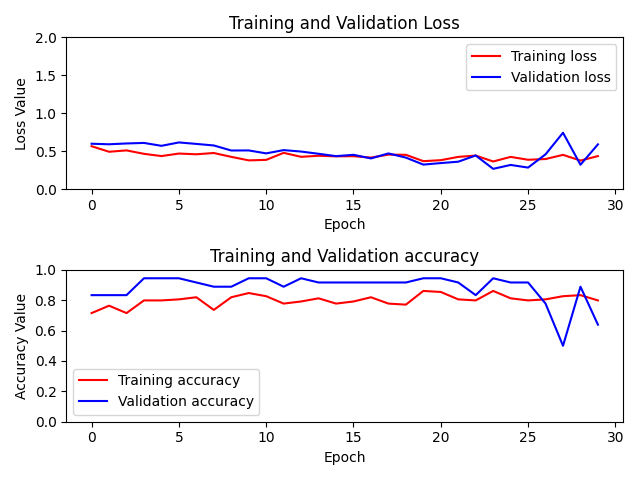 Training and Validation Loss
2.0
1.5
1.0
0.5
0.0
Loss Value
Training loss
Validation loss
0 5 10 15 20 25 30
Epoch
Training and Validation accuracy
1.0
0.8
0.6
0.4
0.2
0.0
Accuracy Value
Training accuracy
Validation accuracy
0 5 10 15 20 25 30
Epoch